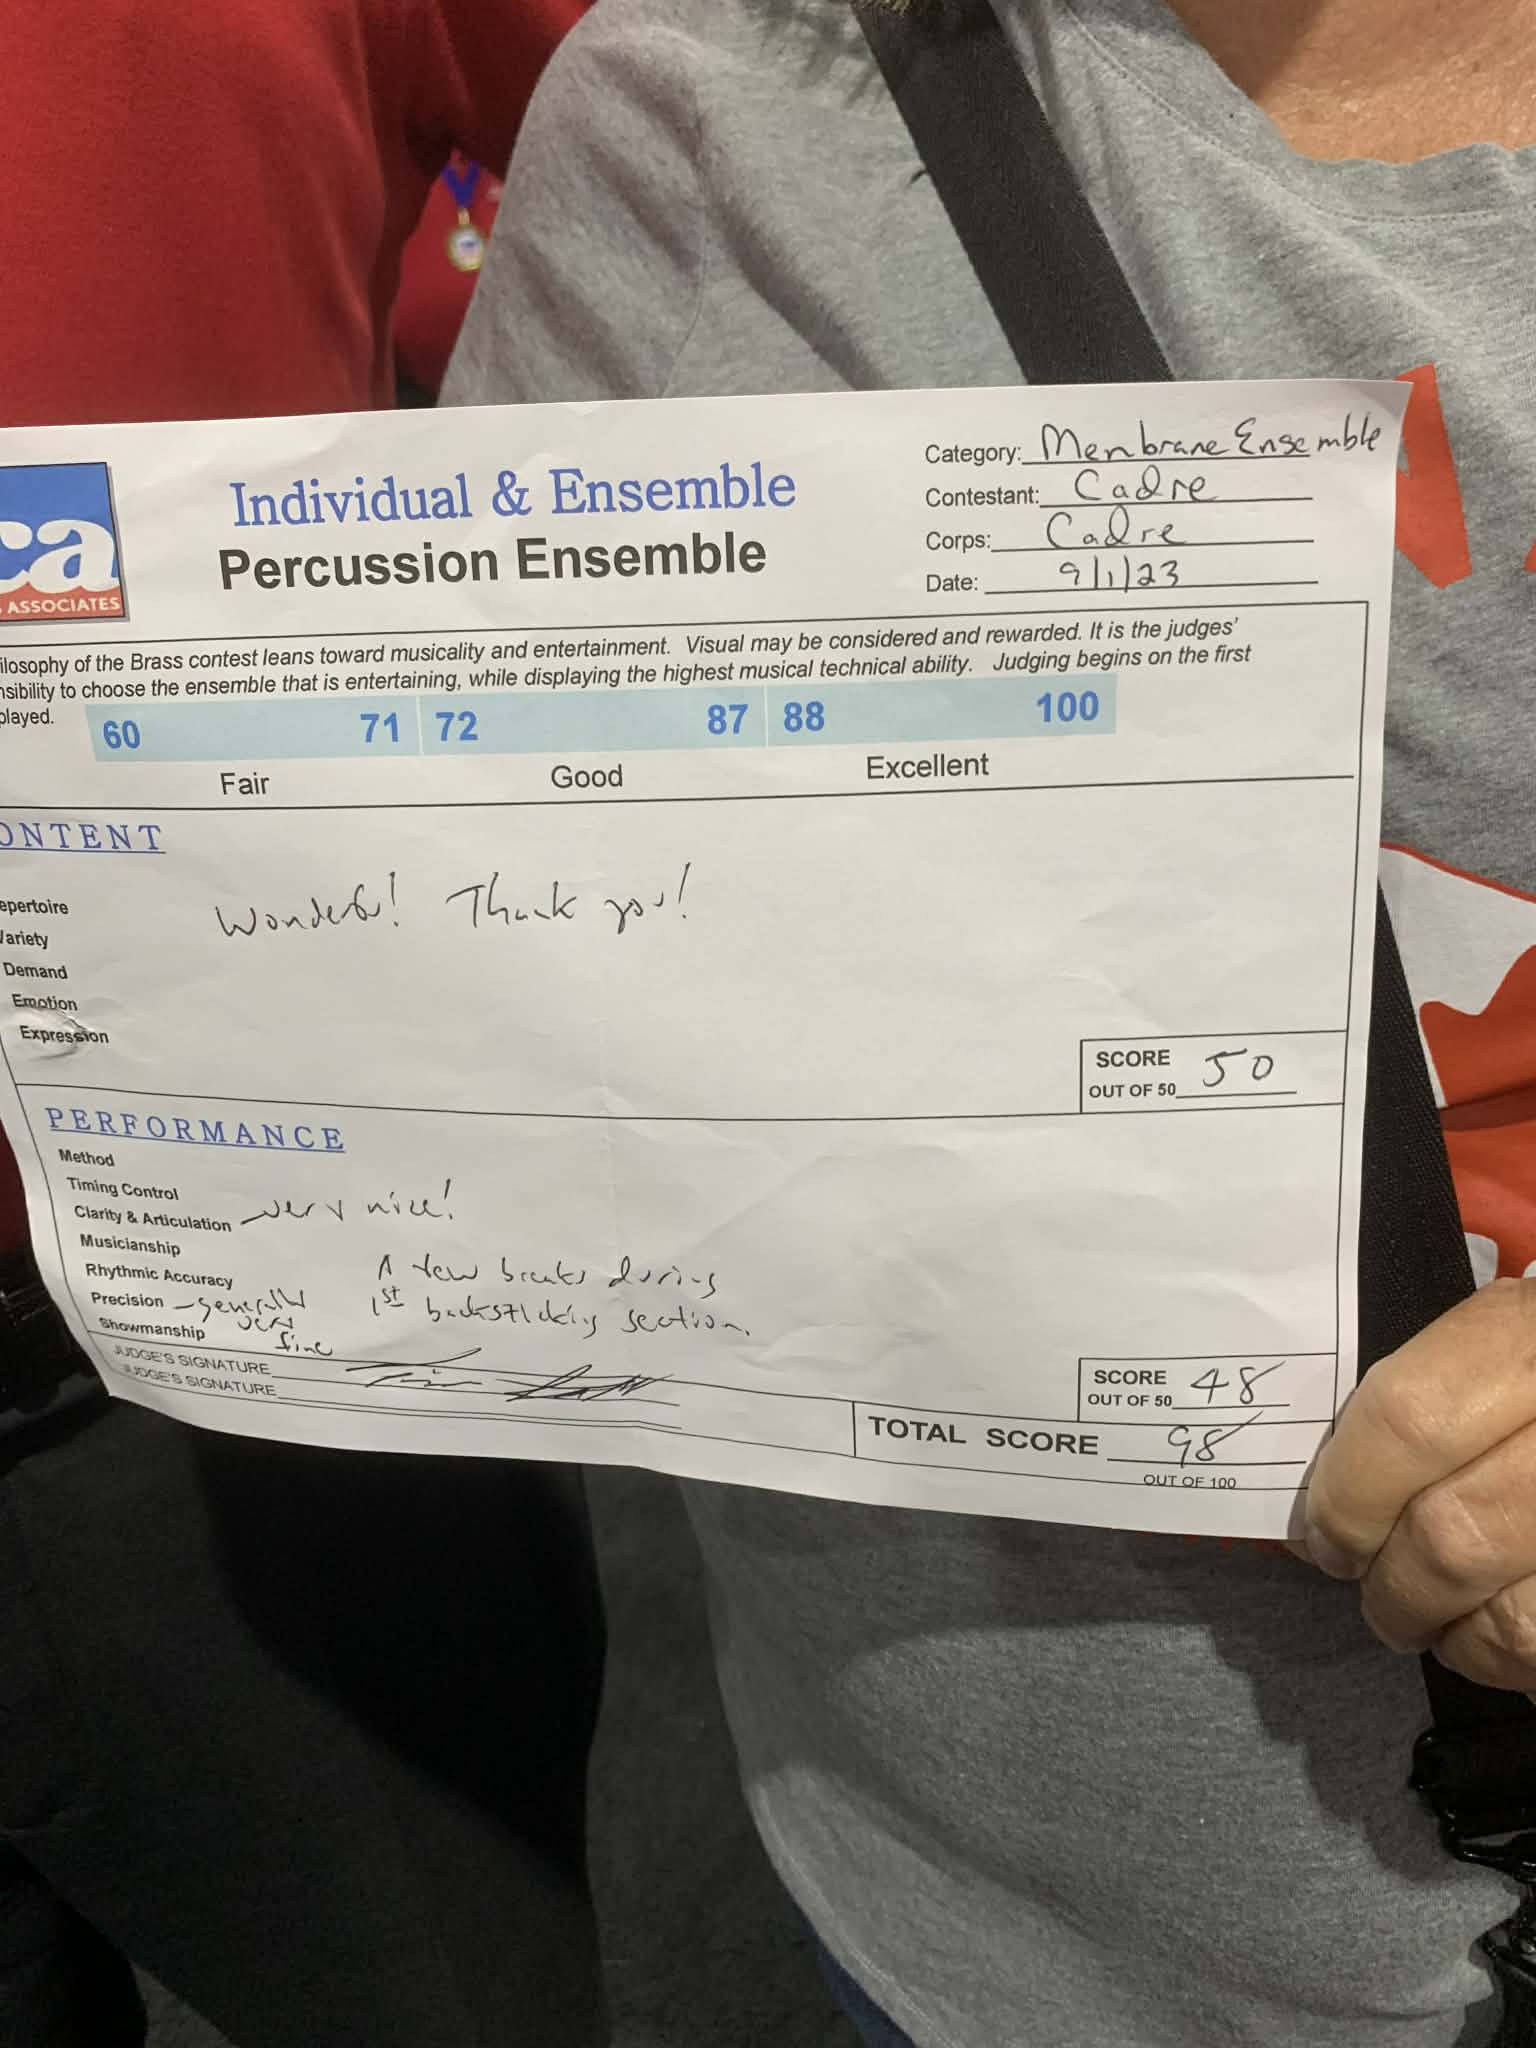 Category: Menbrane Ensemble
Contestant: Cadre
Corps: Cadre
Date: 9/1/23
ca
ASSOCIATES
Individual & Ensemble
Percussion Ensemble
ilosophy of the Brass contest leans toward musicality and entertainment. Visual may be considered and rewarded. It is the judges'
nsibility to choose the ensemble that is entertaining, while displaying the highest musical technical ability. Judging begins on the first
played.
60 71 72 87 88 100
Fair Good Excellent
ONTENT
Wonderful! Thank you!
epertoire
Variety
Demand
Emotion
Expression
SCORE 50
OUT OF 50
PERFORMANCE
Method
Timing Control
Clarity & Articulation very nice!
Musicianship
Rhythmic Accuracy
Precision - generally very fine
Showmanship
A few breaks during
1st backsticking section.
JUDGE'S SIGNATURE
JUDGE'S SIGNATURE
SCORE 48
OUT OF 50
TOTAL SCORE 98
OUT OF 100